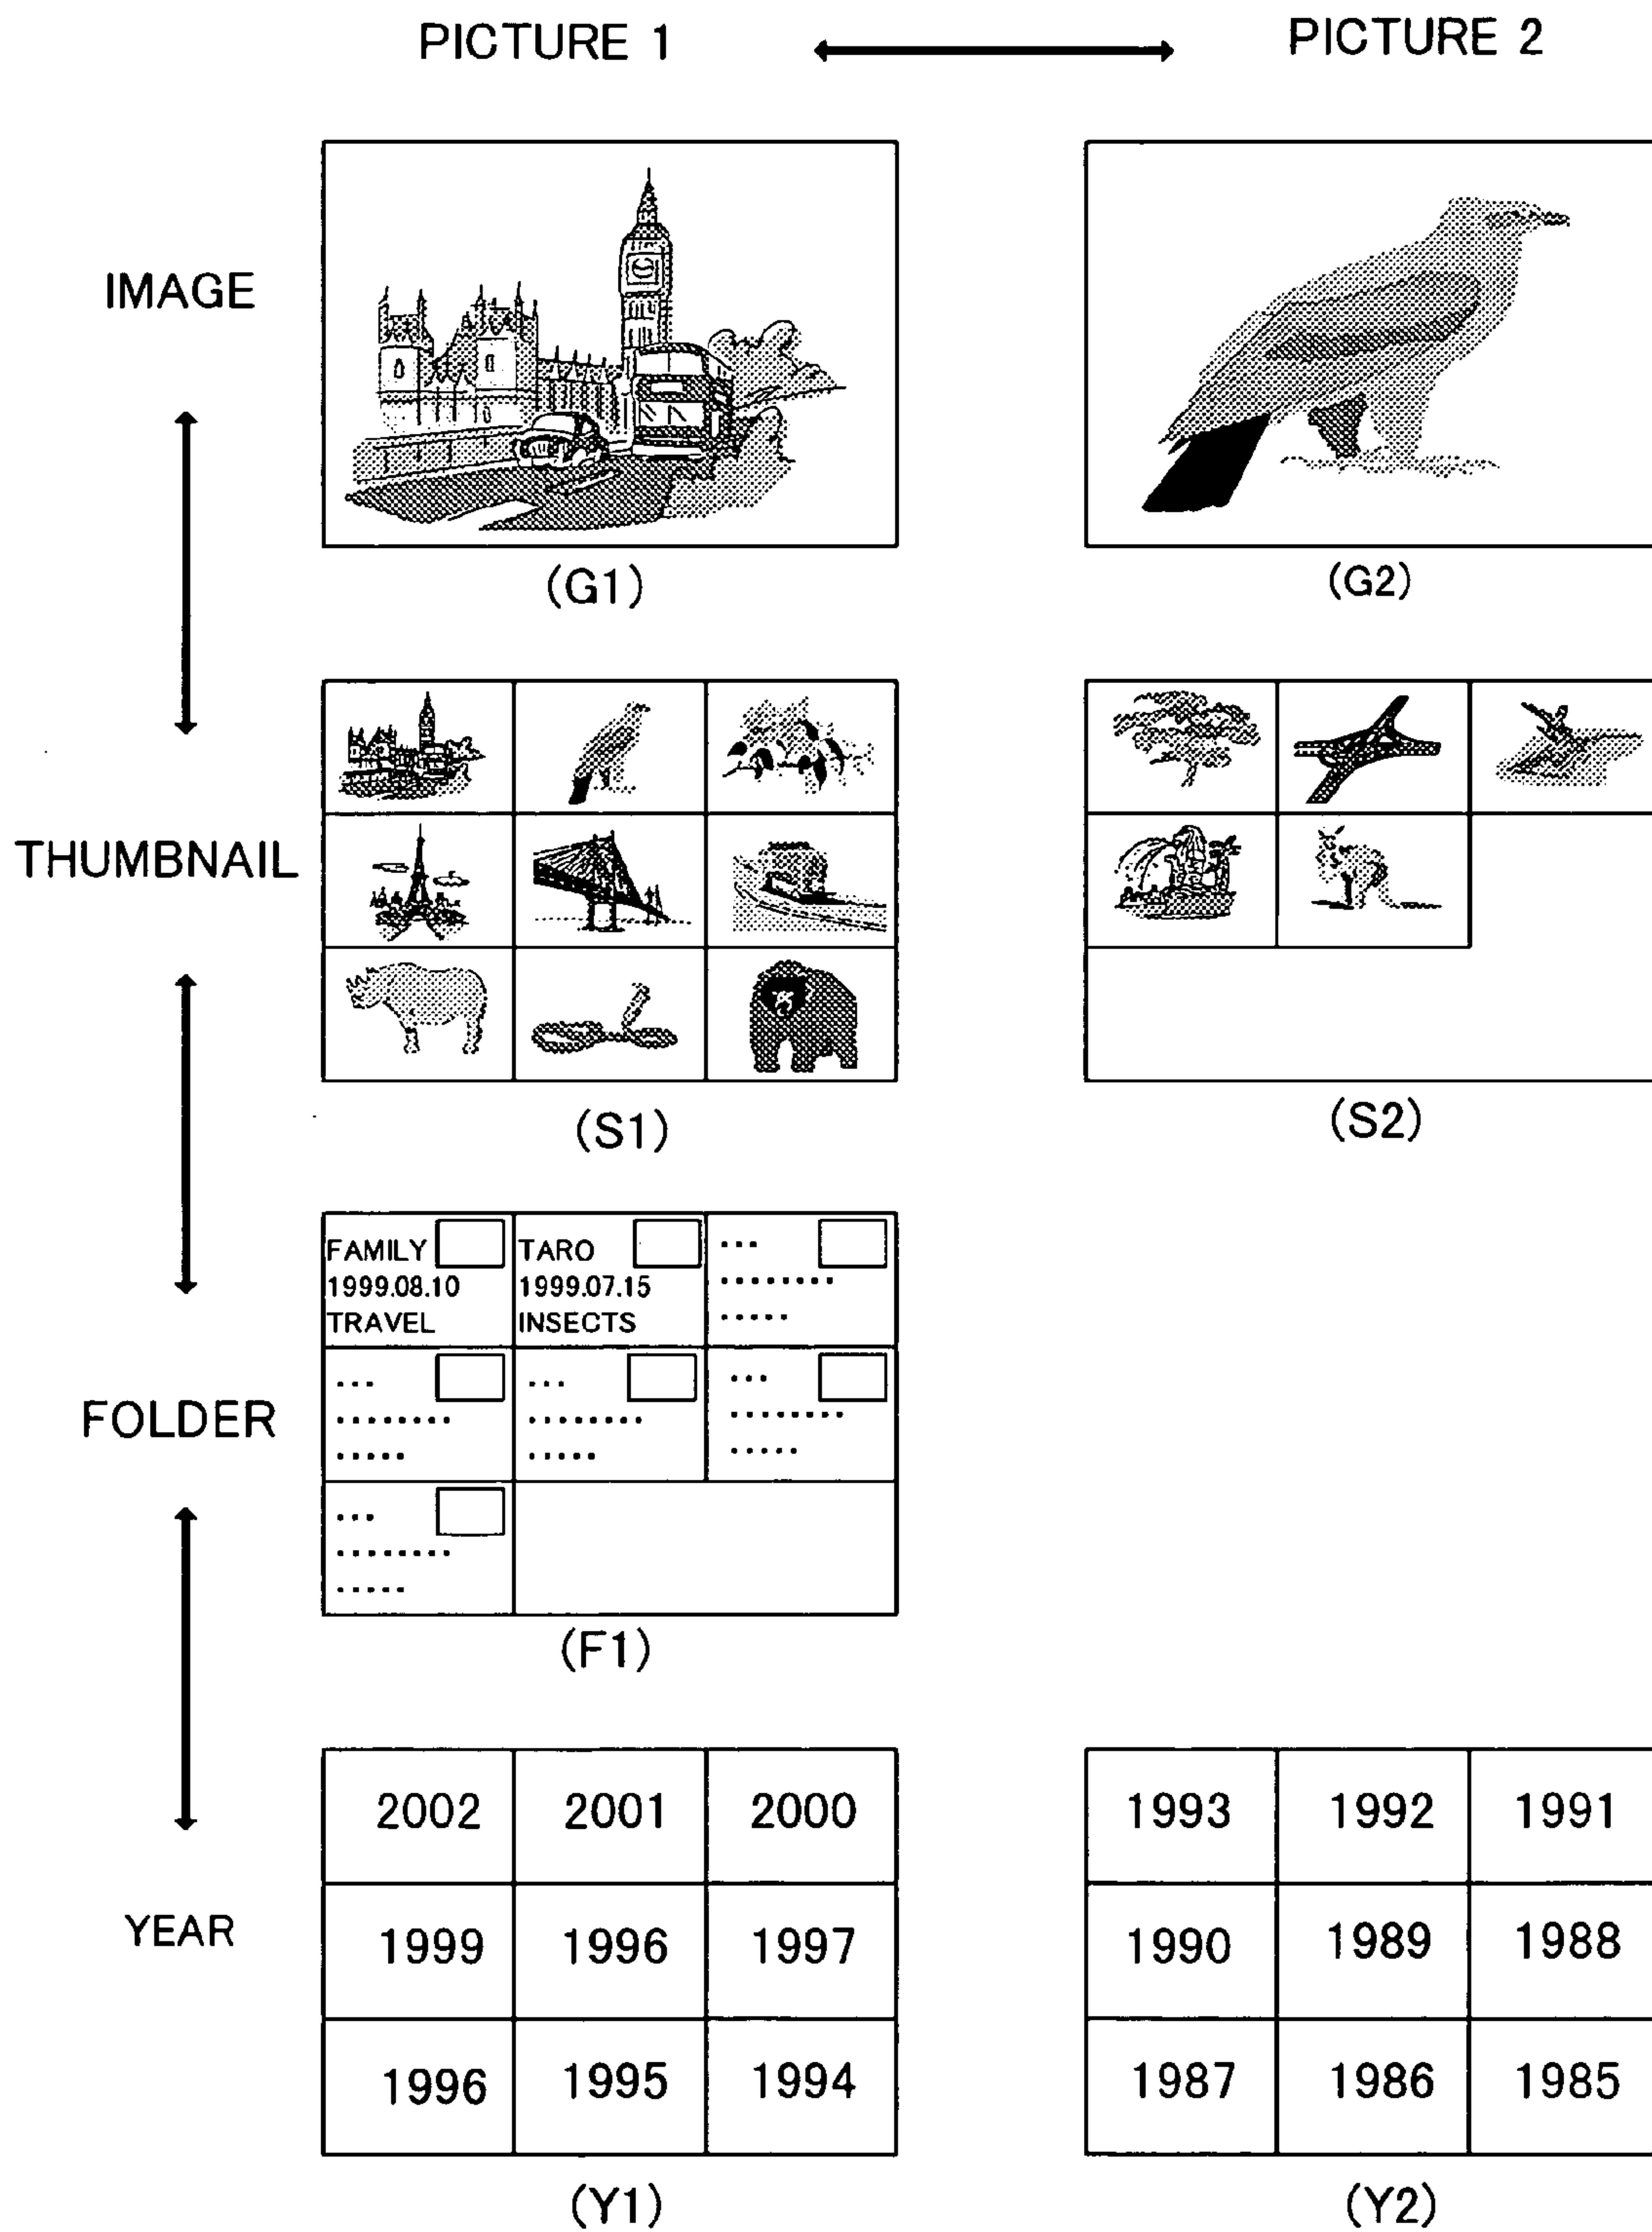 PICTURE 1 PICTURE 2
IMAGE
(G1) (G2)
THUMBNAIL
(S1) (S2)
FAMILY TARO ...
1999.08.10 1999.07.15 ........
TRAVEL INSECTS .....
... ... ...
........ ........ ........
..... ..... .....
FOLDER
...
........
.....
(F1)
2002 2001 2000 1993 1992 1991
YEAR
1999 1996 1997 1990 1989 1988
1996 1995 1994 1987 1986 1985
(Y1) (Y2)